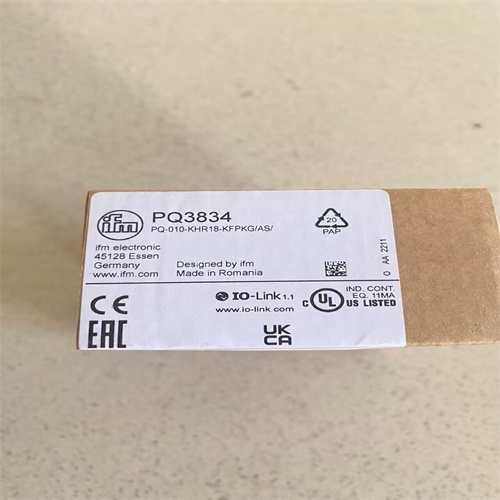 ifm
PQ3834
PQ-010-KHR18-KFPKG/AS/
ifm electronic
45128 Essen
Germany
www.ifm.com
Designed by ifm
Made in Romania
20
PAP
IO-Link 1.1
www.io-link.com
CE
EAC
UK
CA
C UL US LISTED
IND. CONT.
EQ. 11MA
O AA 2211